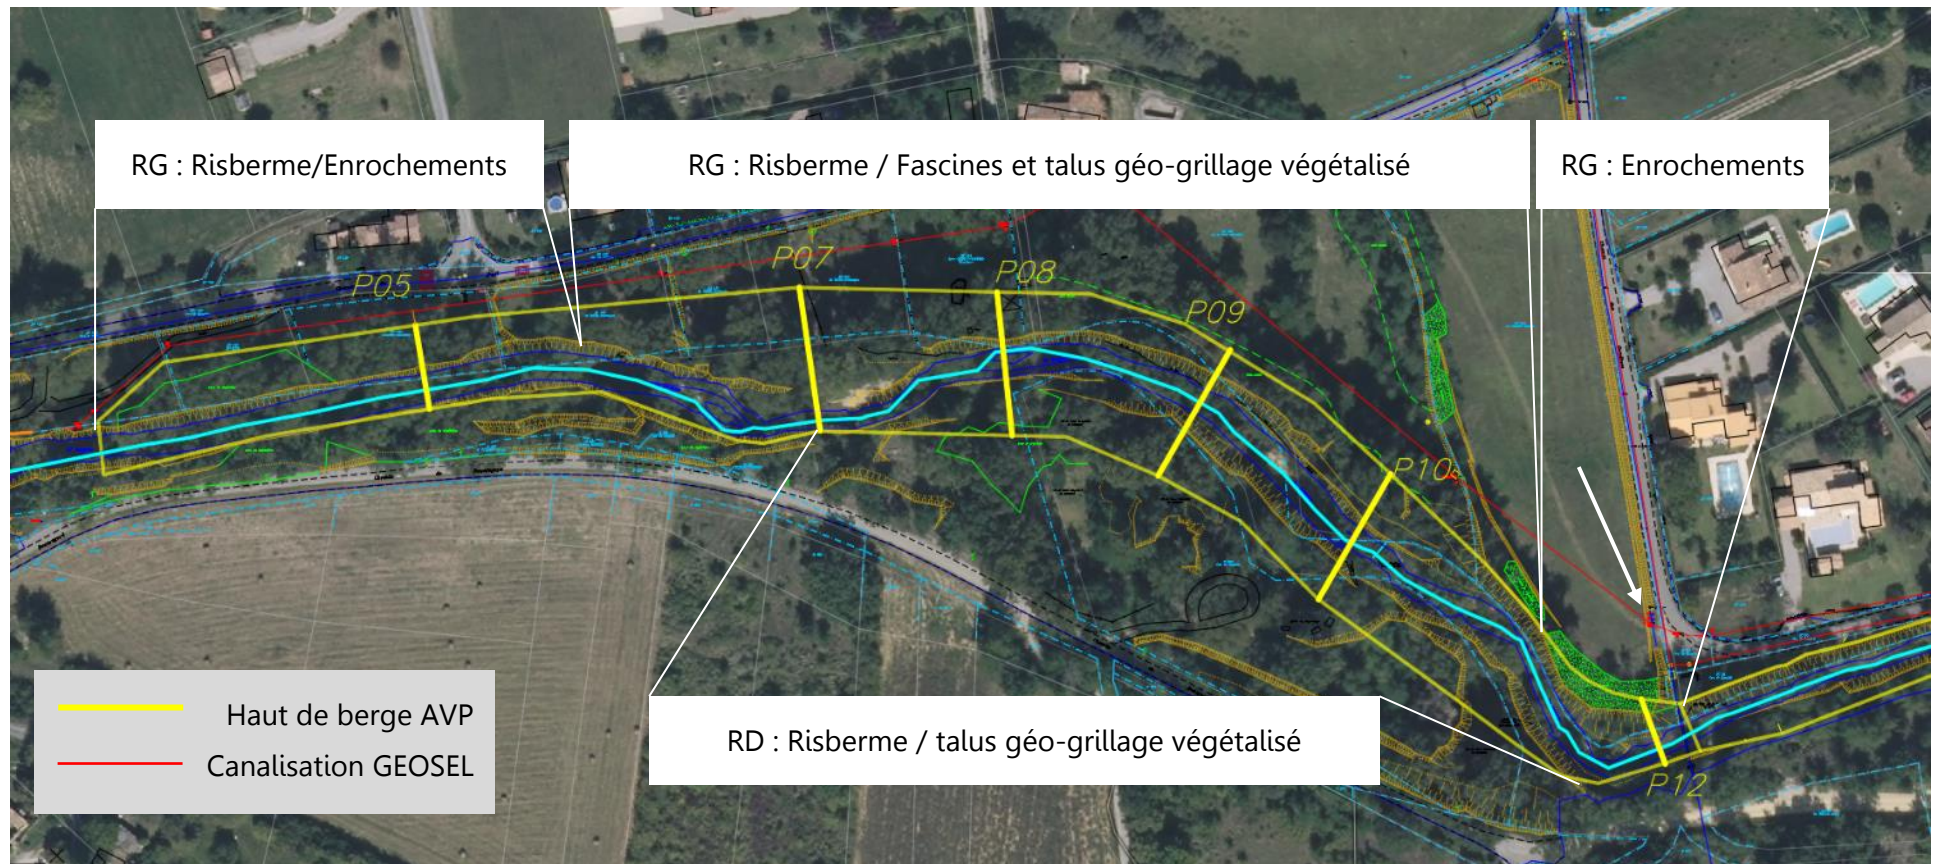 RG : Risberme/Enrochements
RG : Risberme / Fascines et talus géo-grillage végétalisé
RG : Enrochements
P05
P07
P08
P09
P10
P12
RD : Risberme / talus géo-grillage végétalisé
Haut de berge AVP
Canalisation GEOSEL